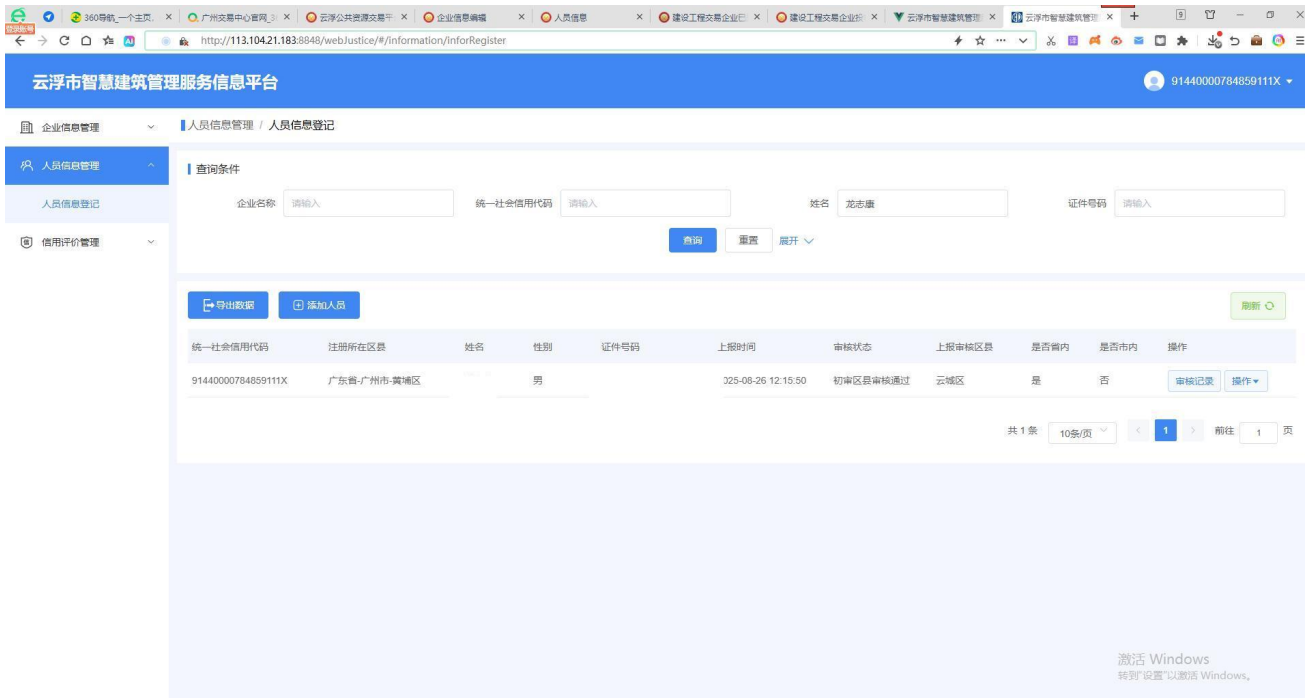 360导航_一个主页 广州交易中心官网 云浮公共资源交易平 企业信息编辑 人员信息 建设工程交易企业 建设工程交易企业 云浮市智慧建筑管理 云浮市智慧建筑管理
登录账号
http://113.104.21.183:8848/webJustice/#/information/inforRegister
云浮市智慧建筑管理服务信息平台 91440000784859111X
企业信息管理
人员信息管理 / 人员信息登记
人员信息管理
查询条件
人员信息登记
企业名称 请输入 统一社会信用代码 请输入 姓名 龙志康 证件号码 请输入
信用评价管理
查询 重置 展开
导出数据 添加人员 刷新
统一社会信用代码 注册所在区县 姓名 性别 证件号码 上报时间 审核状态 上报审核区县 是否省内 是否市内 操作
91440000784859111X 广东省-广州市-黄埔区 男 025-08-26 12:15:50 初审区县审核通过 云城区 是 否 审核记录 操作
共 1 条 10条/页 1 前往 1 页
激活 Windows
转到"设置"以激活 Windows。